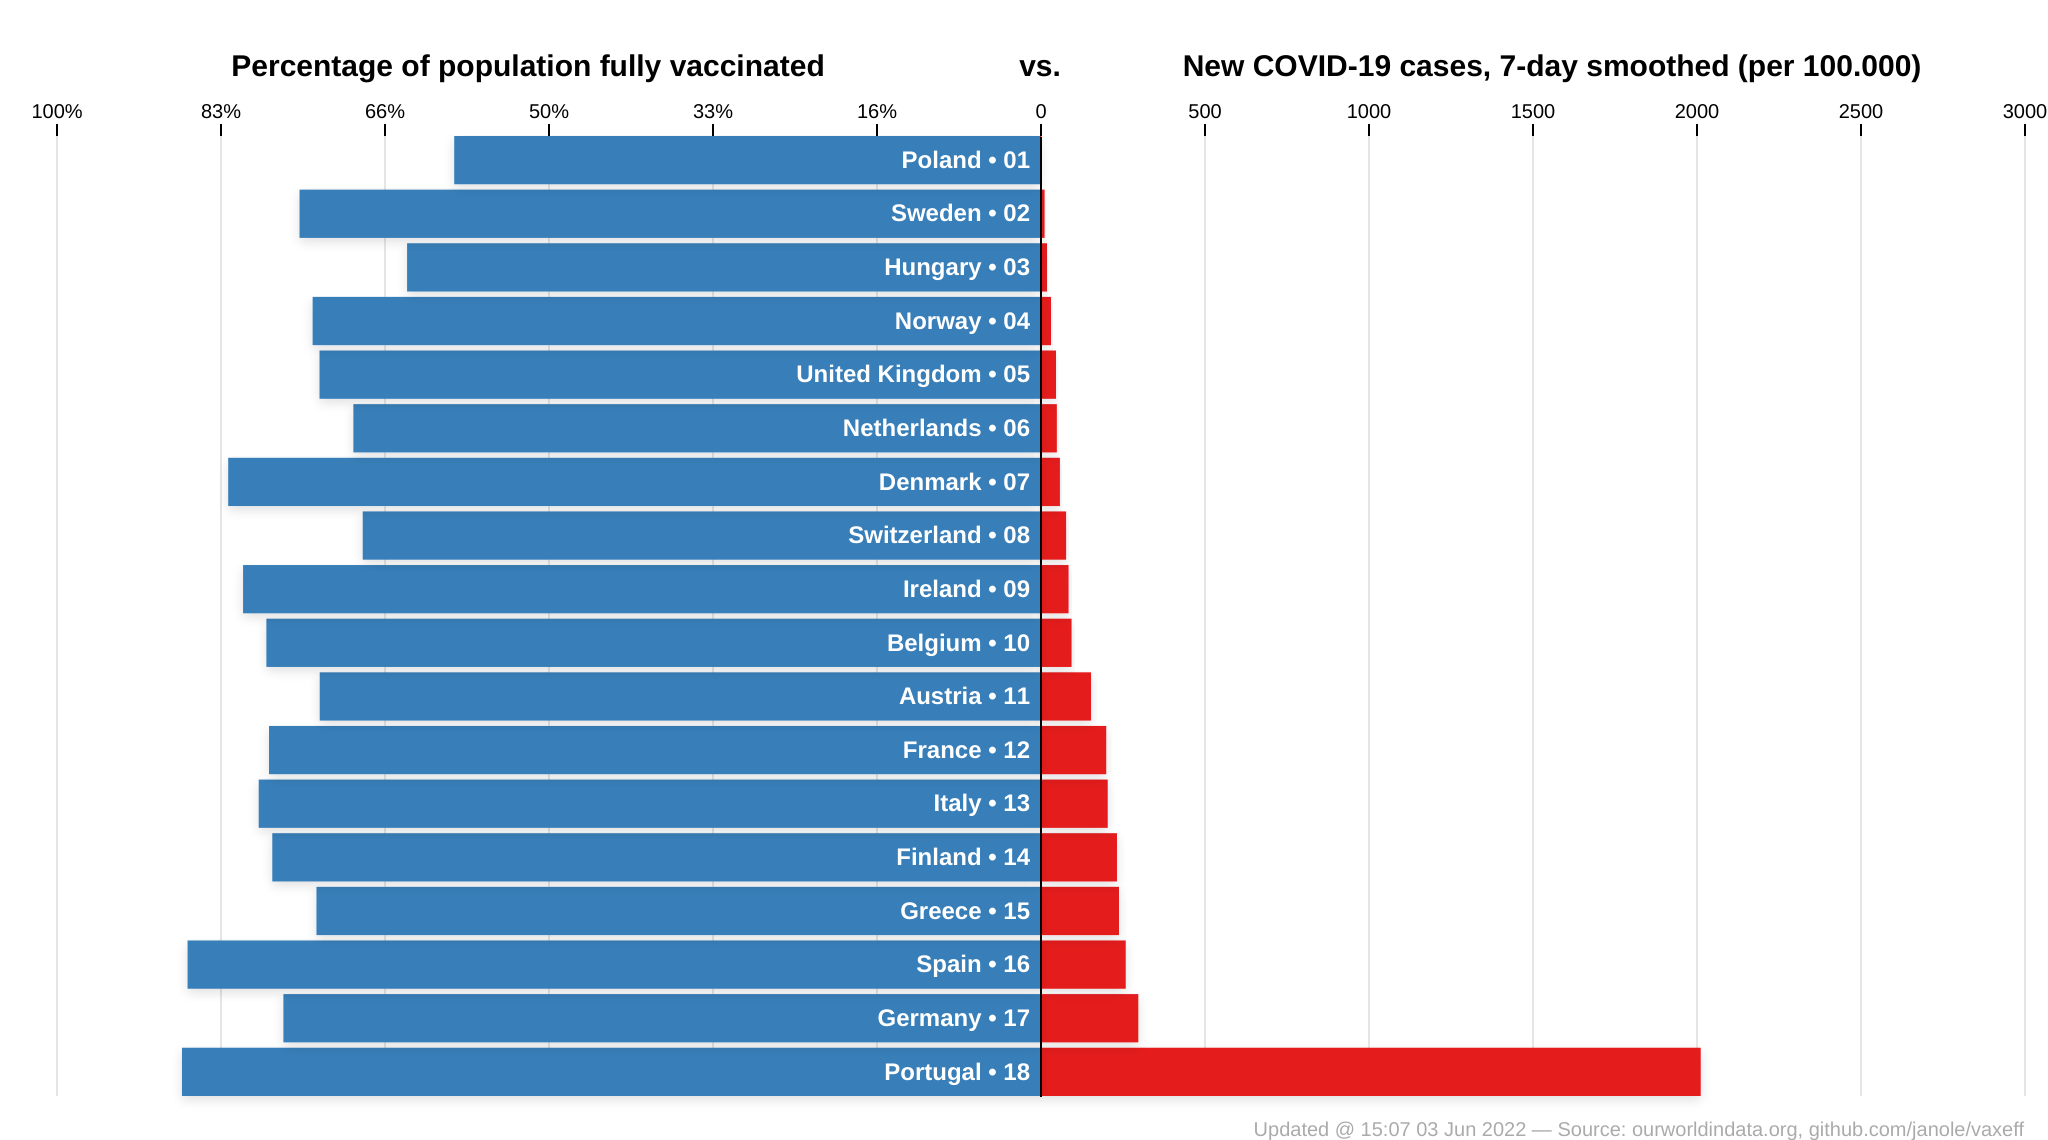 Percentage of population fully vaccinated vs. New COVID-19 cases, 7-day smoothed (per 100.000)
100% 83% 66% 50% 33% 16% 0 500 1000 1500 2000 2500 3000
Poland • 01
Sweden • 02
Hungary • 03
Norway • 04
United Kingdom • 05
Netherlands • 06
Denmark • 07
Switzerland • 08
Ireland • 09
Belgium • 10
Austria • 11
France • 12
Italy • 13
Finland • 14
Greece • 15
Spain • 16
Germany • 17
Portugal • 18
Updated @ 15:07 03 Jun 2022 — Source: ourworldindata.org, github.com/janole/vaxeff